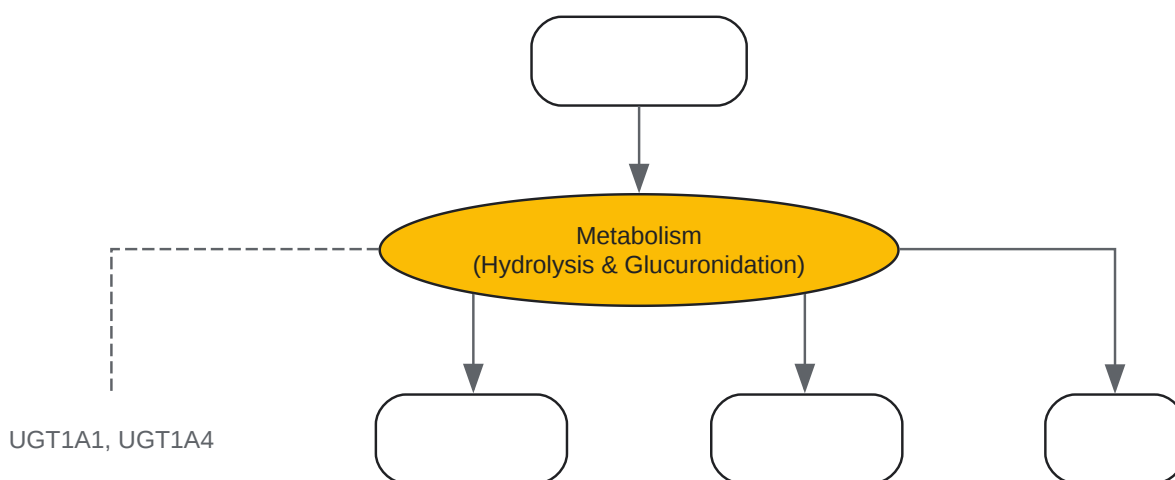 Metabolism
(Hydrolysis & Glucuronidation)
UGT1A1, UGT1A4